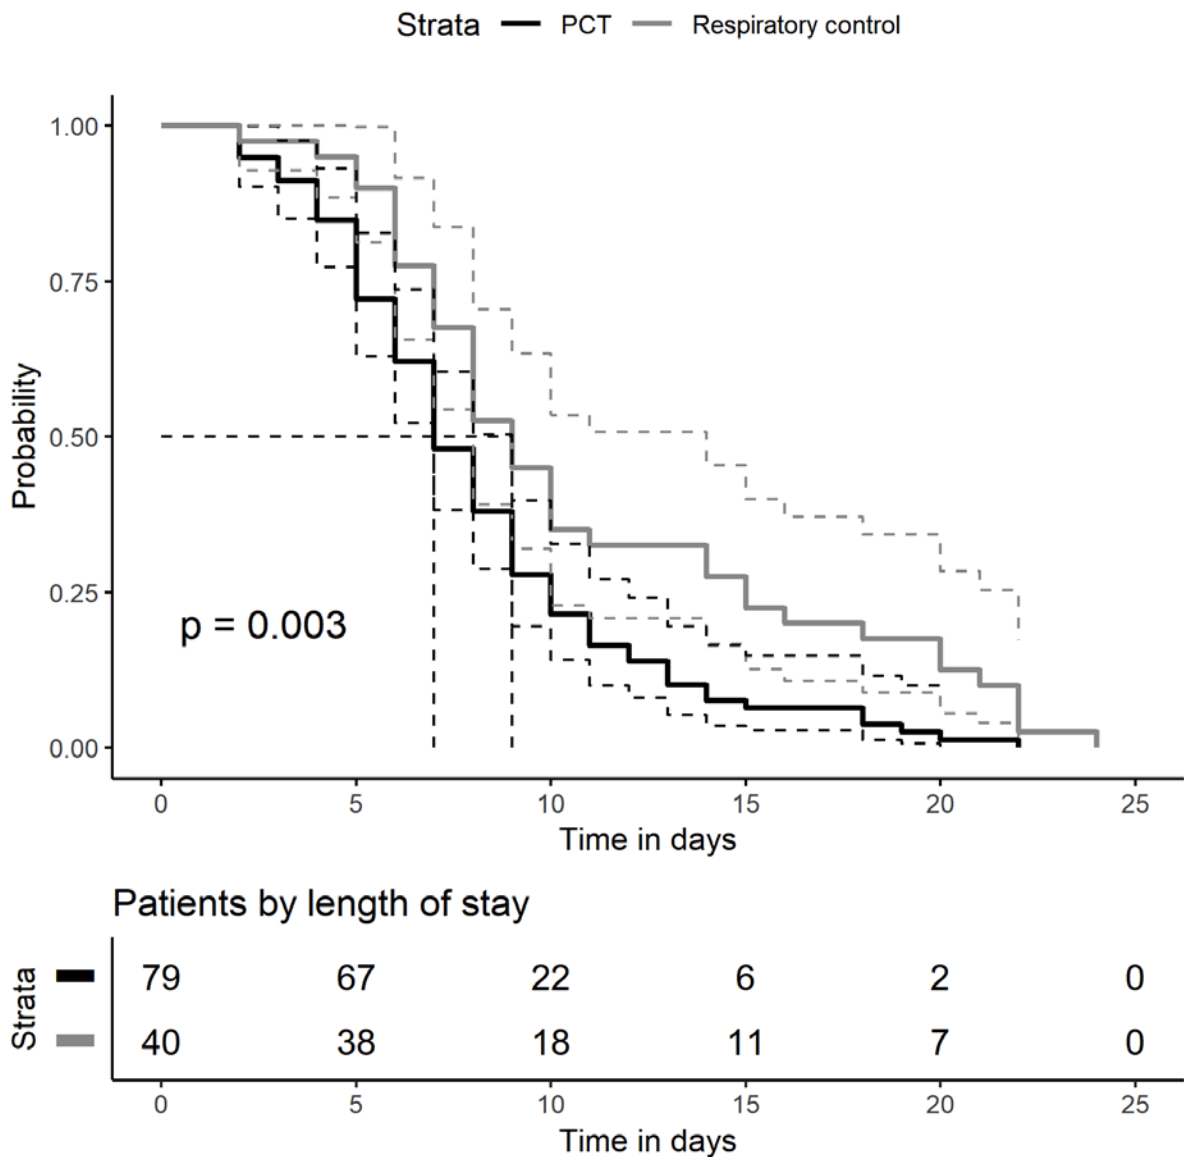 Strata PCT Respiratory control
Probability
1.00
0.75
0.50
0.25
0.00
p = 0.003
0 5 10 15 20 25
Time in days
Patients by length of stay
Strata
79 67 22 6 2 0
40 38 18 11 7 0
0 5 10 15 20 25
Time in days